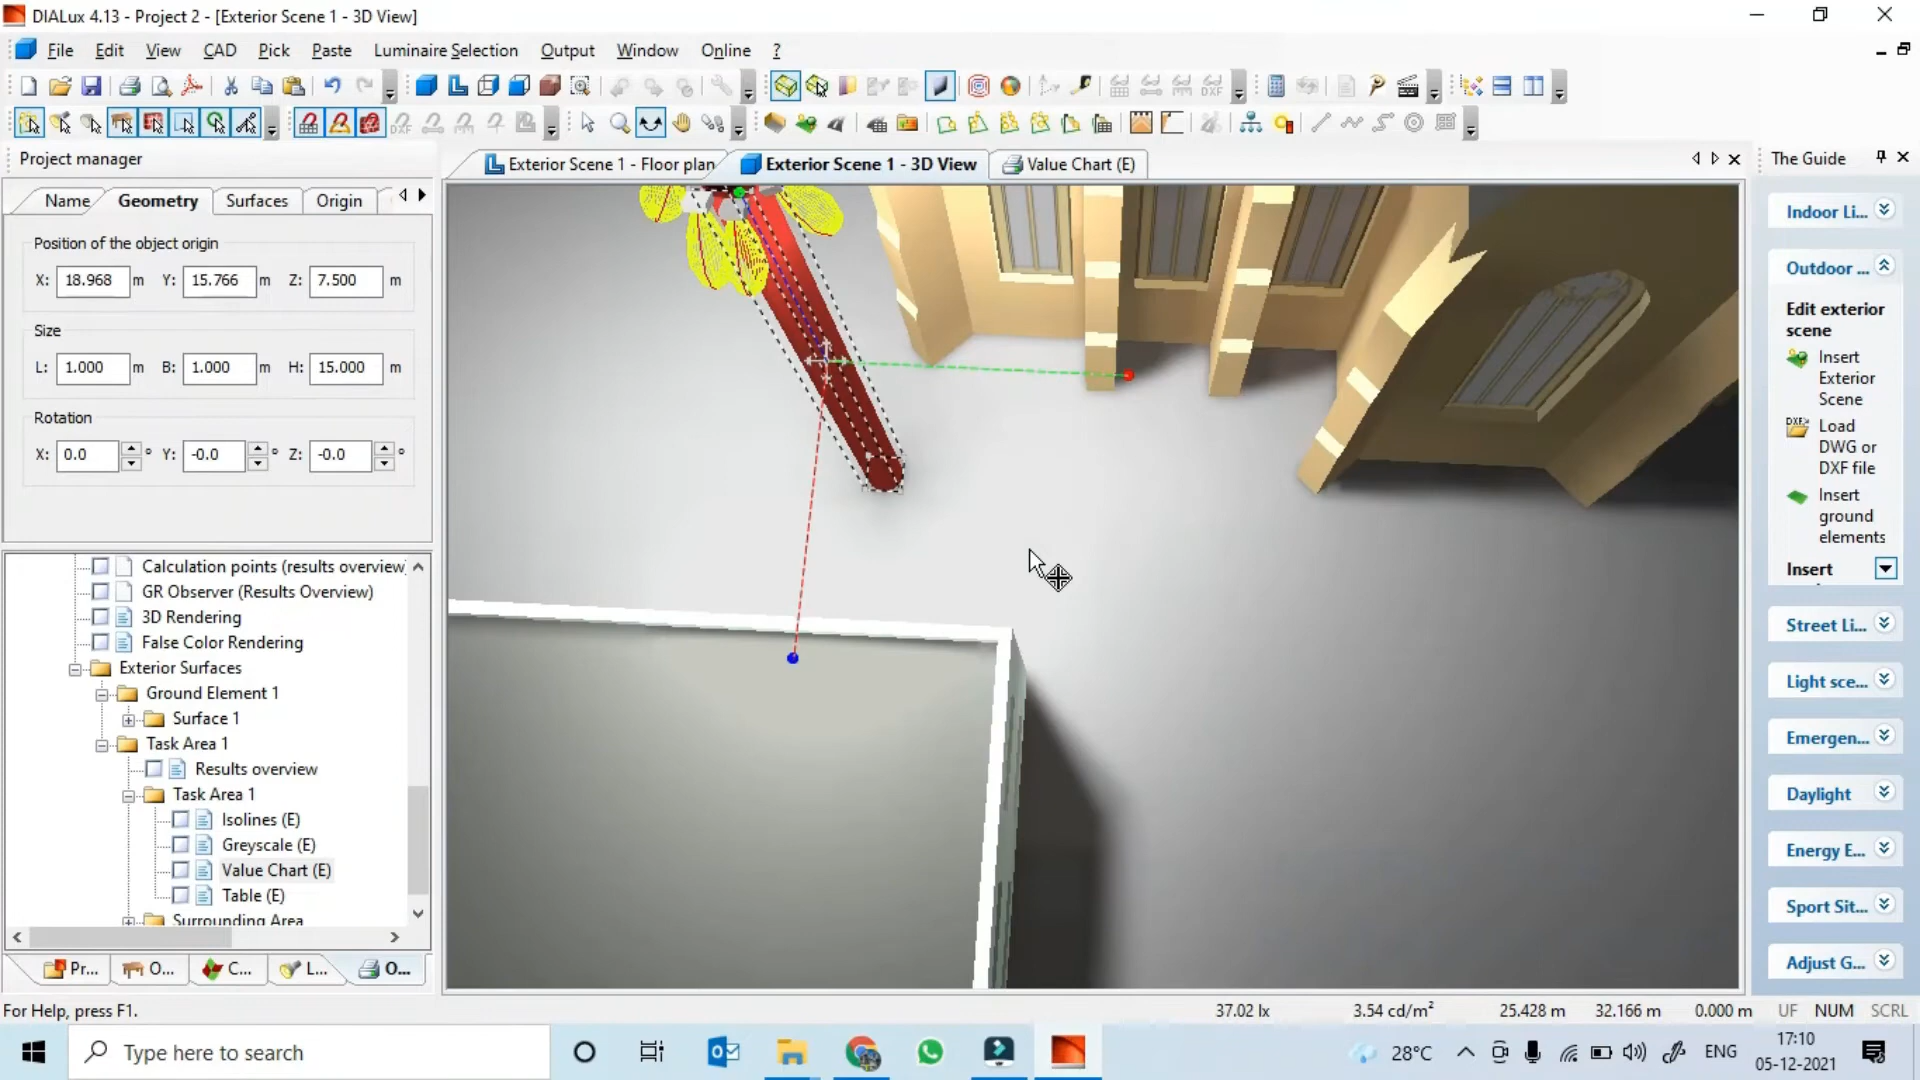 DIALux 4.13 - Project 2 - [Exterior Scene 1 - 3D View]
File Edit View CAD Pick Paste Luminaire Selection Output Window Online ?
Project manager
Exterior Scene 1 - Floor plan
Exterior Scene 1 - 3D View
Value Chart (E)
The Guide
Name Geometry Surfaces Origin
Position of the object origin
X: 18.968 m Y: 15.766 m Z: 7.500 m
Size
L: 1.000 m B: 1.000 m H: 15.000 m
Rotation
X: 0.0 ° Y: -0.0 ° Z: -0.0 °
Calculation points (results overview)
GR Observer (Results Overview)
3D Rendering
False Color Rendering
Exterior Surfaces
Ground Element 1
Surface 1
Task Area 1
Results overview
Task Area 1
Isolines (E)
Greyscale (E)
Value Chart (E)
Table (E)
Surrounding Area
Pr... O... C... L... O...
Indoor Li...
Outdoor ...
Edit exterior
scene
Insert
Exterior
Scene
DXF
Load
DWG or
DXF file
Insert
ground
elements
Insert
Street Li...
Light sce...
Emergen...
Daylight
Energy E...
Sport Sit...
Adjust G...
For Help, press F1.
37.02 lx 3.54 cd/m² 25.428 m 32.166 m 0.000 m UF NUM SCRL
Type here to search
28°C
ENG
17:10
05-12-2021